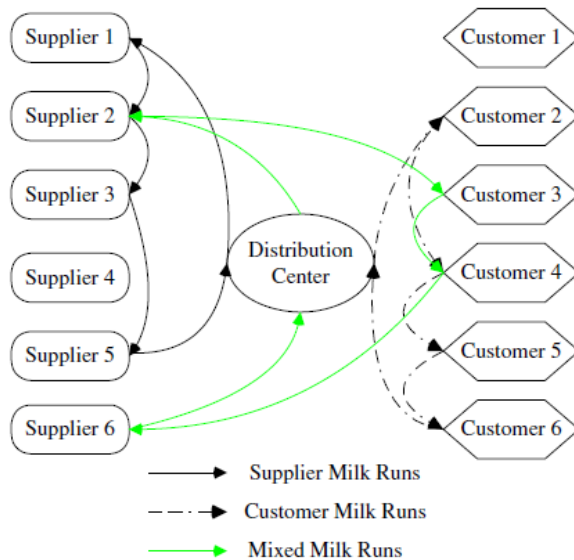 Supplier 1
Customer 1
Supplier 2
Customer 2
Supplier 3
Customer 3
Distribution
Center
Supplier 4
Customer 4
Supplier 5
Customer 5
Supplier 6
Customer 6
Supplier Milk Runs
Customer Milk Runs
Mixed Milk Runs